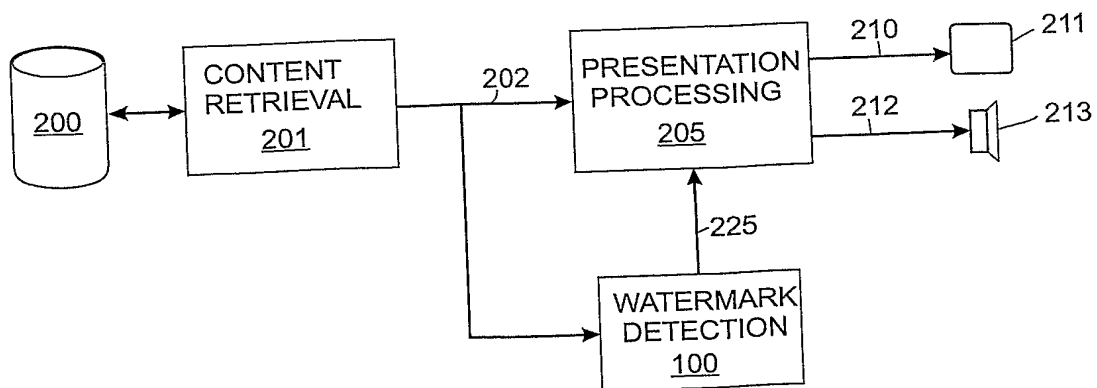 200
CONTENT
RETRIEVAL
201
202
PRESENTATION
PROCESSING
205
210
211
212
213
225
WATERMARK
DETECTION
100